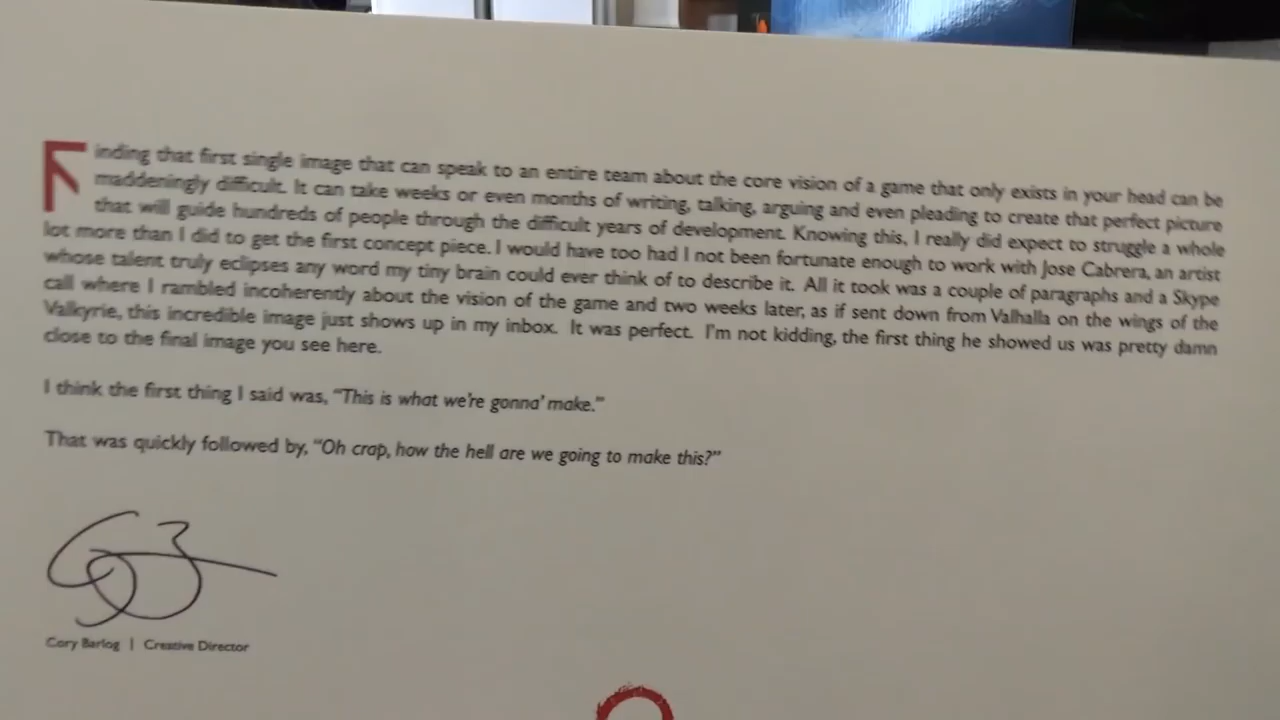 Finding that first single image that can speak to an entire team about the core vision of a game that only exists in your head can be
maddeningly difficult. It can take weeks or even months of writing, talking, arguing and even pleading to create that perfect picture
that will guide hundreds of people through the difficult years of development. Knowing this, I really did expect to struggle a whole
lot more than I did to get the first concept piece. I would have too had I not been fortunate enough to work with Jose Cabrera, an artist
whose talent truly eclipses any word my tiny brain could ever think of to describe it. All it took was a couple of paragraphs and a Skype
call where I rambled incoherently about the vision of the game and two weeks later, as if sent down from Valhalla on the wings of the
Valkyrie, this incredible image just shows up in my inbox. It was perfect. I'm not kidding, the first thing he showed us was pretty damn
close to the final image you see here.
I think the first thing I said was, “This is what we're gonna' make.”
That was quickly followed by, “Oh crap, how the hell are we going to make this?”
Cory Barlog | Creative Director